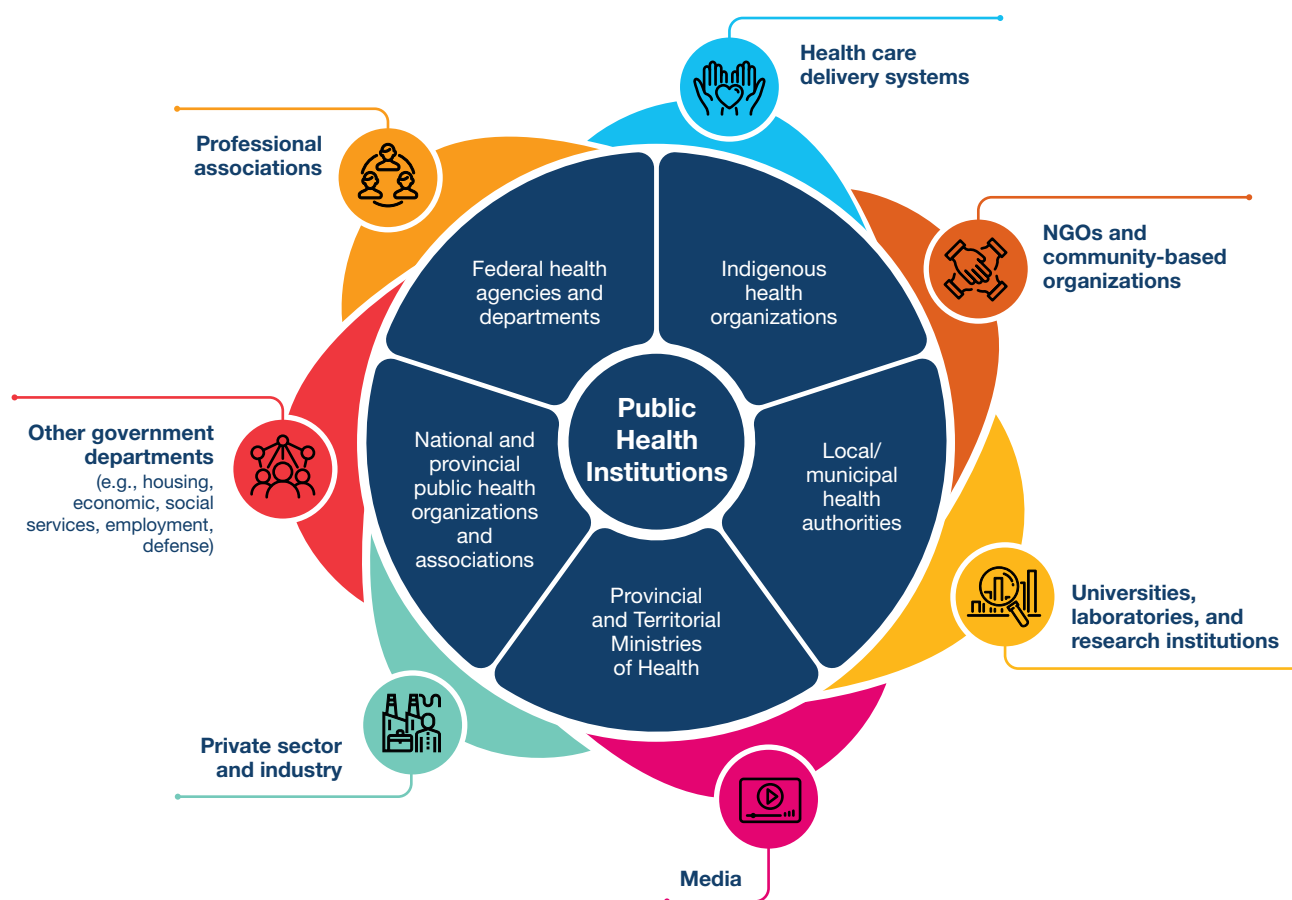 Health care
delivery systems
Professional
associations
NGOs and
community-based
organizations
Federal health
agencies and
departments
Indigenous
health
organizations
Public
Health
Institutions
Other government
departments
(e.g., housing,
economic, social
services, employment,
defense)
National and
provincial
public health
organizations
and
associations
Local/
municipal
health
authorities
Provincial
and Territorial
Ministries
of Health
Universities,
laboratories, and
research institutions
Private sector
and industry
Media